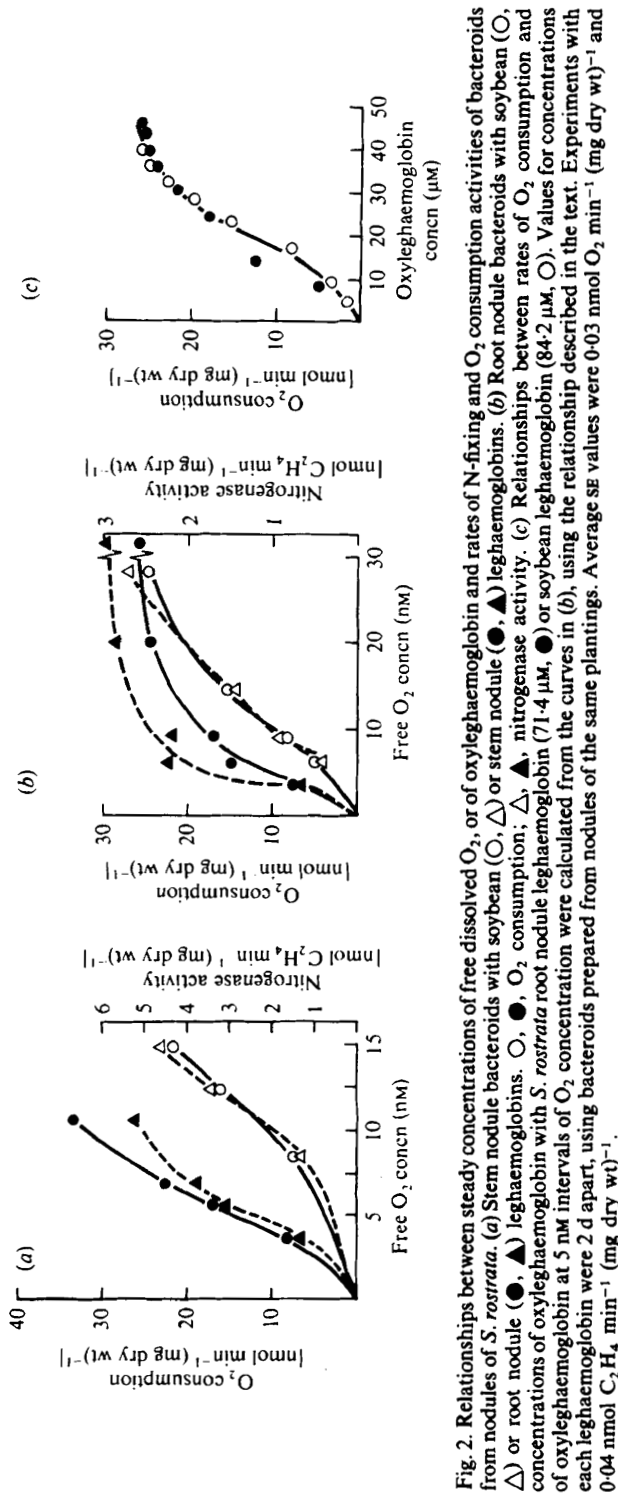 (a)
40
30
20
10
O₂ consumption
[nmol min⁻¹ (mg dry wt)⁻¹]
5
10
15
Free O₂ concn (nM)
6
5
4
3
2
1
Nitrogenase activity
[nmol C₂H₄ min⁻¹ (mg dry wt)⁻¹]
(b)
30
20
10
O₂ consumption
[nmol min⁻¹ (mg dry wt)⁻¹]
10
20
30
Free O₂ concn (nM)
3
2
1
Nitrogenase activity
[nmol C₂H₄ min⁻¹ (mg dry wt)⁻¹]
(c)
30
20
10
O₂ consumption
[nmol min⁻¹ (mg dry wt)⁻¹]
10
20
30
40
50
Oxyleghaemoglobin
concn (μM)
Fig. 2. Relationships between steady concentrations of free dissolved O₂, or of oxyleghaemoglobin and rates of N-fixing and O₂ consumption activities of bacteroids
from nodules of S. rostrata. (a) Stem nodule bacteroids with soybean (○, △) or stem nodule (●, ▲) leghaemoglobins. (b) Root nodule bacteroids with soybean (○,
△) or root nodule (●, ▲) leghaemoglobins. ○, ●, O₂ consumption; △, ▲, nitrogenase activity. (c) Relationships between rates of O₂ consumption and
concentrations of oxyleghaemoglobin with S. rostrata root nodule leghaemoglobin (71·4 μM, ●) or soybean leghaemoglobin (84·2 μM, ○). Values for concentrations
of oxyleghaemoglobin at 5 nM intervals of O₂ concentration were calculated from the curves in (b), using the relationship described in the text. Experiments with
each leghaemoglobin were 2 d apart, using bacteroids prepared from nodules of the same plantings. Average SE values were 0·03 nmol O₂ min⁻¹ (mg dry wt)⁻¹ and
0·04 nmol C₂H₄ min⁻¹ (mg dry wt)⁻¹.